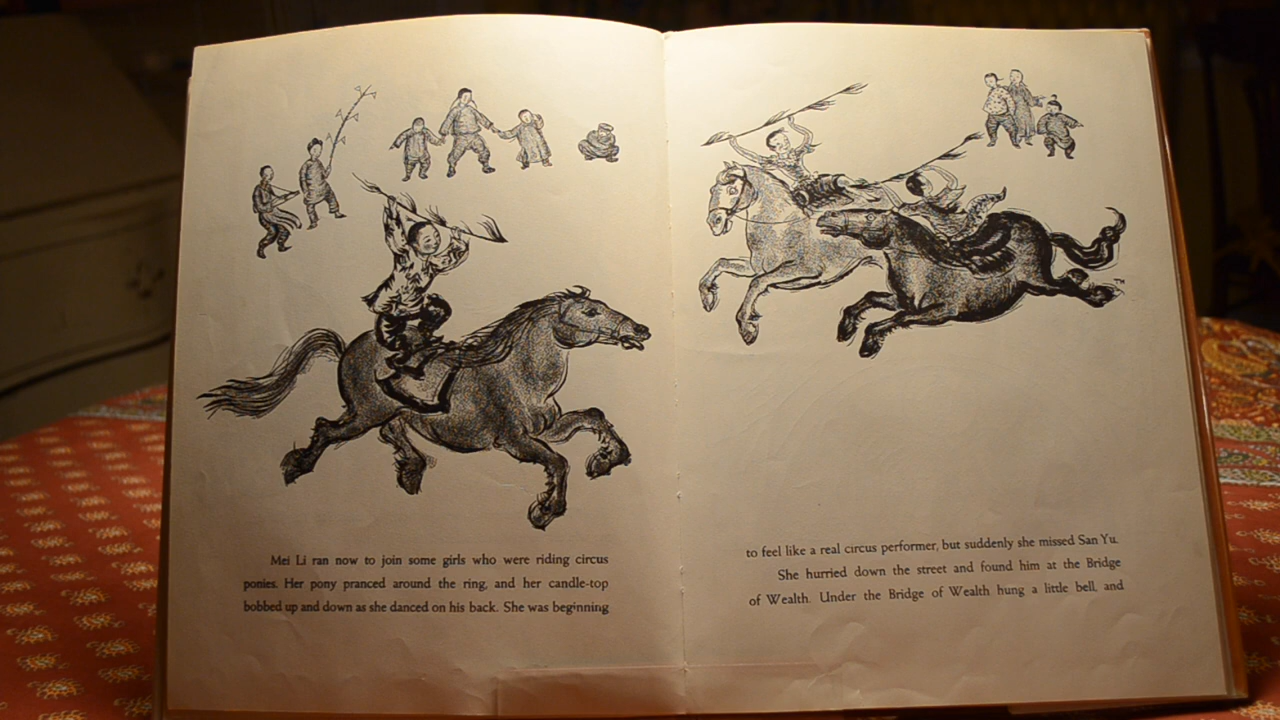 Mei Li ran now to join some girls who were riding circus
ponies. Her pony pranced around the ring, and her candle-top
bobbed up and down as she danced on his back. She was beginning
to feel like a real circus performer, but suddenly she missed San Yu.
She hurried down the street and found him at the Bridge
of Wealth. Under the Bridge of Wealth hung a little bell, and